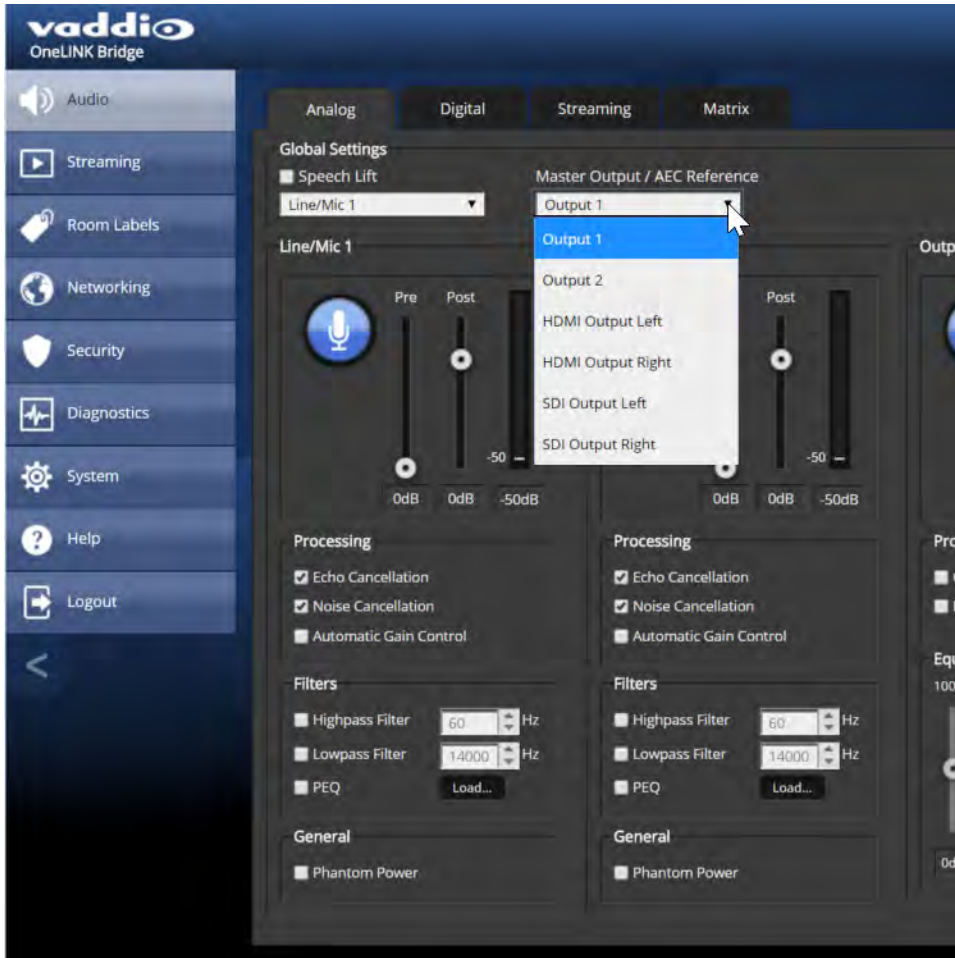 vaddio
OneLINK Bridge
Audio
Streaming
Room Labels
Networking
Security
Diagnostics
System
Help
Logout
<
Analog Digital Streaming Matrix
Global Settings
Speech Lift
Master Output / AEC Reference
Line/Mic 1
Output 1
Output 1
Output 2
HDMI Output Left
HDMI Output Right
SDI Output Left
SDI Output Right
Line/Mic 1
Pre Post
-50
0dB 0dB -50dB
Processing
Echo Cancellation
Noise Cancellation
Automatic Gain Control
Filters
Highpass Filter 60 Hz
Lowpass Filter 14000 Hz
PEQ Load...
General
Phantom Power
Post
-50
0dB 0dB -50dB
Processing
Echo Cancellation
Noise Cancellation
Automatic Gain Control
Filters
Highpass Filter 60 Hz
Lowpass Filter 14000 Hz
PEQ Load...
General
Phantom Power
Outp
Pro
Equ
100